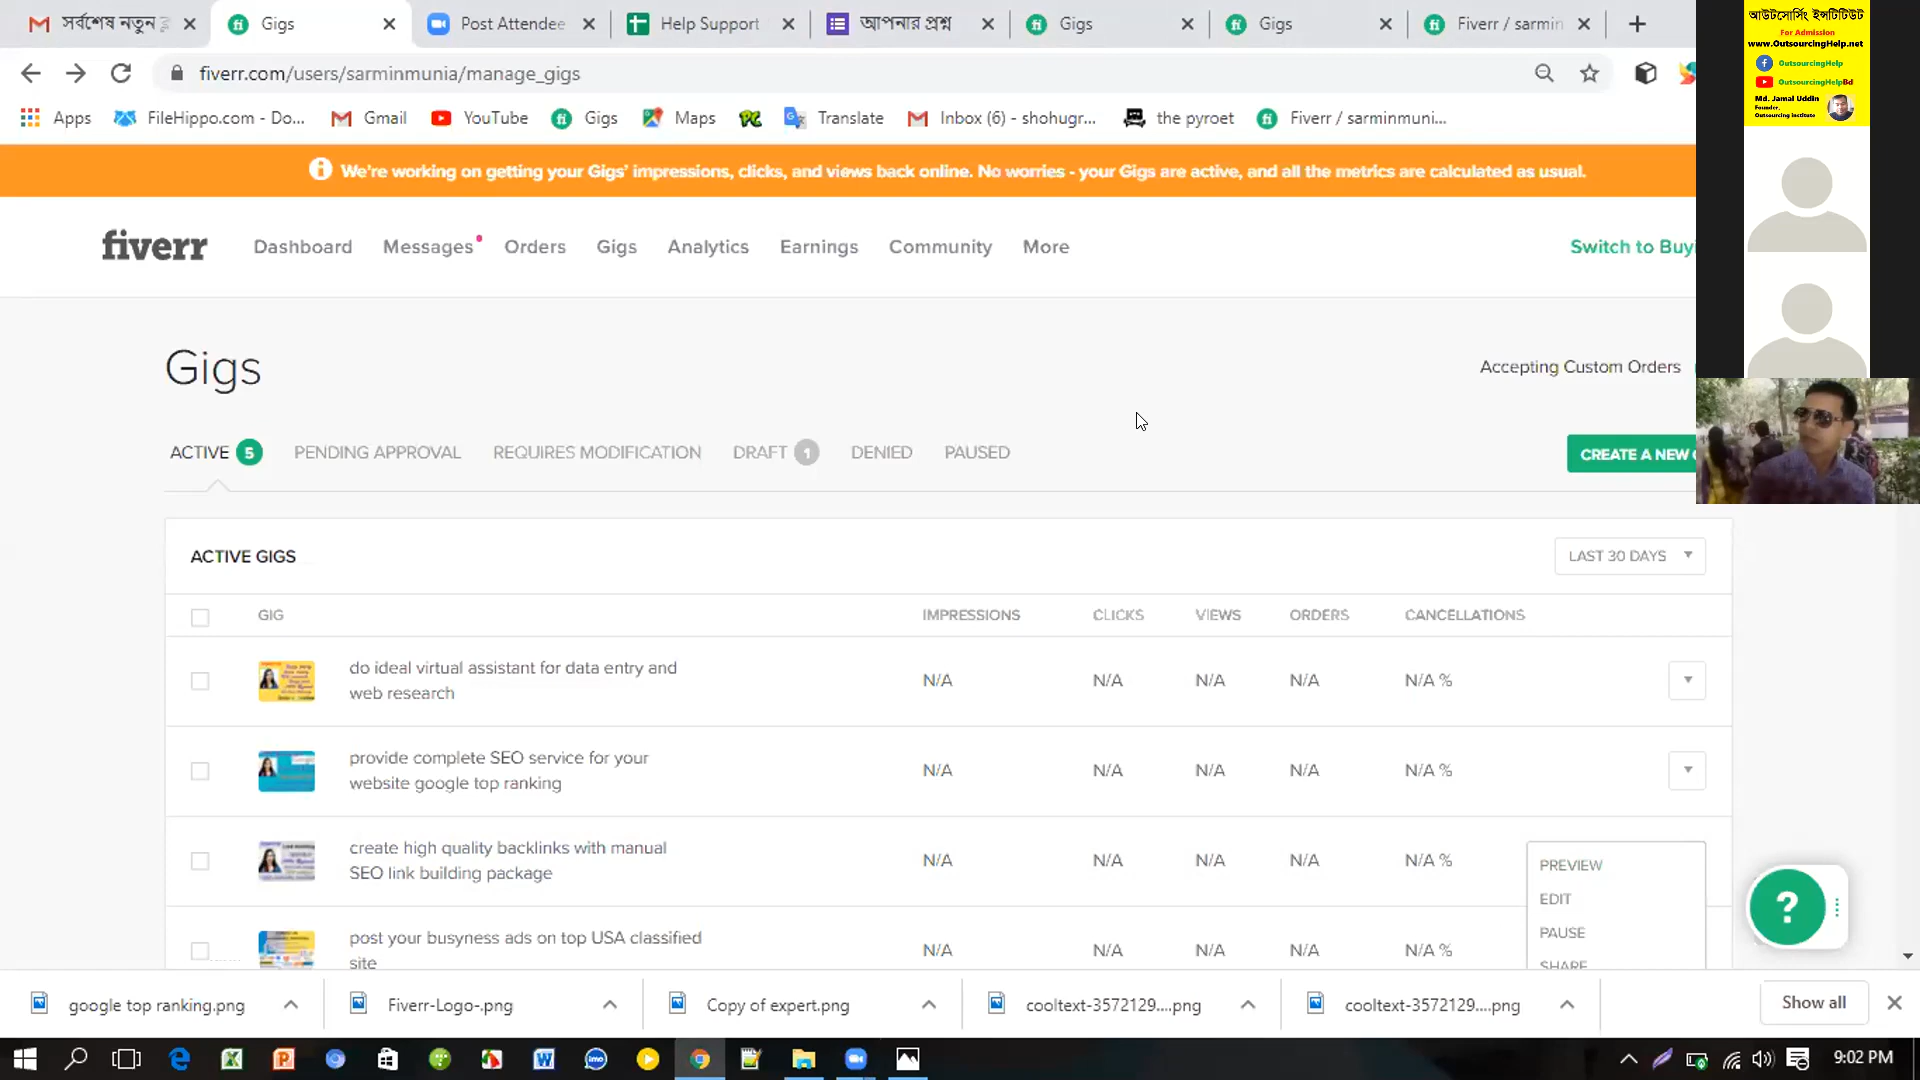 সর্বশেষ নতুন
Gigs
Post Attendee
Help Support
আপনার প্রশ্ন
Gigs
Gigs
Fiverr / sarmin
fiverr.com/users/sarminmunia/manage_gigs
Apps
FileHippo.com - Do...
Gmail
YouTube
Gigs
Maps
Translate
Inbox (6) - shohugr...
the pyroet
Fiverr / sarminmuni...
আউটসোর্সিং ইন্সটিটিউট
For Admission
www.OutsourcingHelp.net
OutsourcingHelp
OutsourcingHelpBd
Md. Jamal Uddin
Founder,
Outsourcing Institute
We're working on getting your Gigs' impressions, clicks, and views back online. No worries - your Gigs are active, and all the metrics are calculated as usual.
fiverr
Dashboard
Messages
Orders
Gigs
Analytics
Earnings
Community
More
Switch to Buyi
Gigs
Accepting Custom Orders
ACTIVE 5
PENDING APPROVAL
REQUIRES MODIFICATION
DRAFT 1
DENIED
PAUSED
CREATE A NEW
ACTIVE GIGS
LAST 30 DAYS
GIG
IMPRESSIONS
CLICKS
VIEWS
ORDERS
CANCELLATIONS
do ideal virtual assistant for data entry and
web research
N/A
N/A
N/A
N/A
N/A %
provide complete SEO service for your
website google top ranking
N/A
N/A
N/A
N/A
N/A %
create high quality backlinks with manual
SEO link building package
N/A
N/A
N/A
N/A
N/A %
PREVIEW
EDIT
PAUSE
SHARE
post your busyness ads on top USA classified
site
N/A
N/A
N/A
N/A
N/A %
?
google top ranking.png
Fiverr-Logo-.png
Copy of expert.png
cooltext-3572129....png
cooltext-3572129....png
Show all
9:02 PM